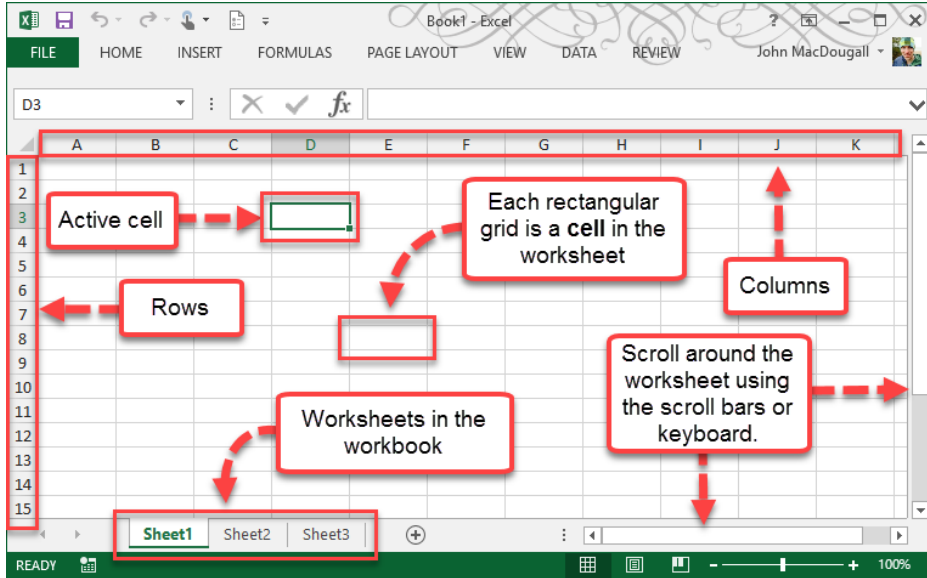 Book1 - Excel
FILE HOME INSERT FORMULAS PAGE LAYOUT VIEW DATA REVIEW John MacDougall
D3 fx
A B C D E F G H I J K
1
2
3
4
5
6
7
8
9
10
11
12
13
14
15
Active cell
Each rectangular
grid is a cell in the
worksheet
Columns
Rows
Scroll around the
worksheet using
the scroll bars or
keyboard.
Worksheets in the
workbook
Sheet1 Sheet2 Sheet3
READY 100%